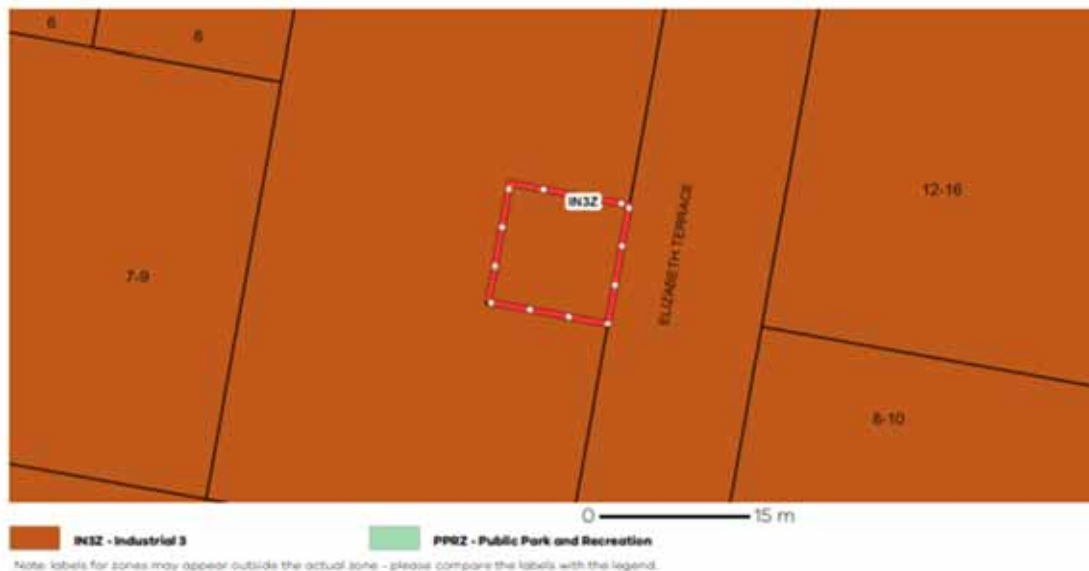 6
8
IN3Z
12-16
7-9
ELIZABETH TERRACE
8-10
0 15 m
IN3Z - Industrial 3 PPRZ - Public Park and Recreation
Note: labels for zones may appear outside the actual zone - please compare the labels with the legend.